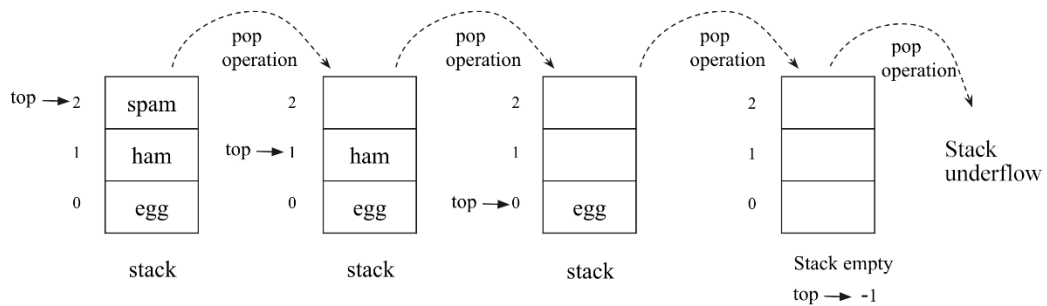 pop
operation
pop
operation
pop
operation
pop
operation
top 2 spam
1 ham
0 egg
stack
2
top 1 ham
0 egg
stack
2
1
top 0 egg
stack
2
1
0
Stack empty
top -1
Stack
underflow